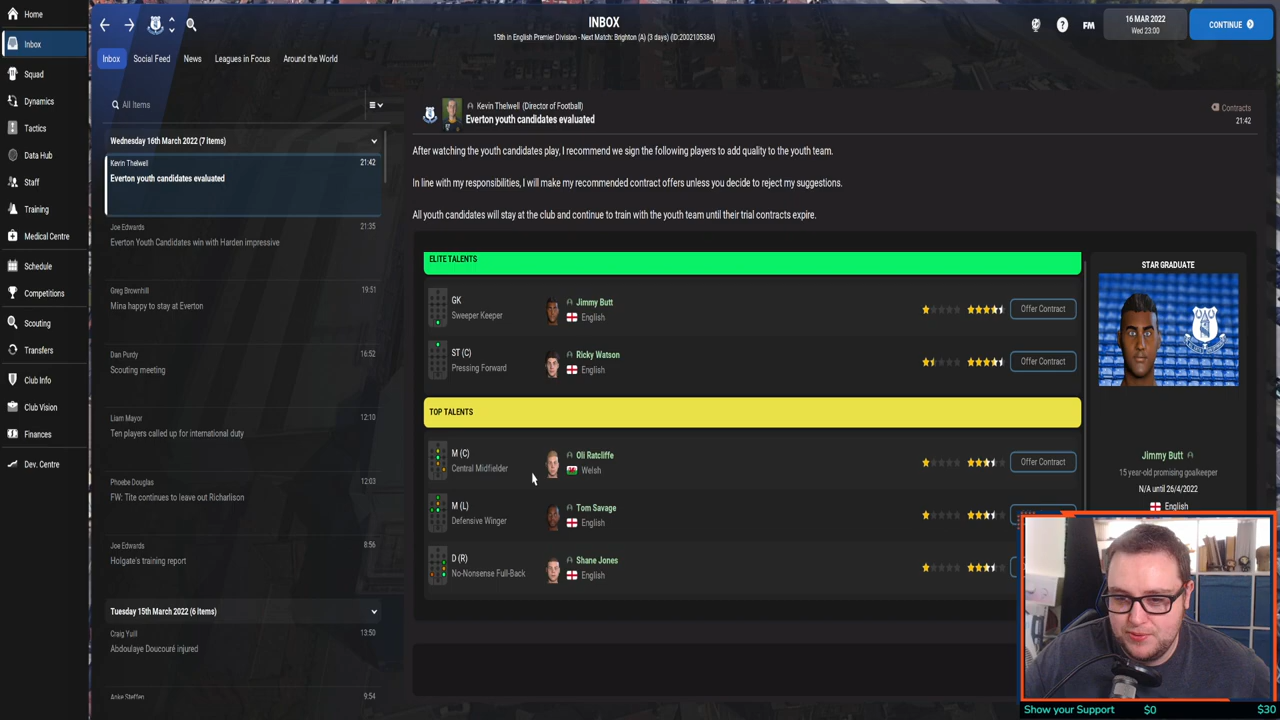 Home
Inbox
Squad
Dynamics
Tactics
Data Hub
Staff
Training
Medical Centre
Schedule
Competitions
Scouting
Transfers
Club Info
Club Vision
Finances
Dev. Centre
INBOX
15th in English Premier Division - Next Match: Brighton (A) (3 days) (ID:2002105384)
FM
16 MAR 2022
Wed 23:00
CONTINUE
Inbox
Social Feed
News
Leagues in Focus
Around the World
All Items
Wednesday 16th March 2022 (7 items)
Kevin Thelwell
21:42
Everton youth candidates evaluated
Joe Edwards
21:35
Everton Youth Candidates win with Harden impressive
Greg Brownhill
19:51
Mina happy to stay at Everton
Dan Purdy
16:52
Scouting meeting
Liam Mayor
12:10
Ten players called up for international duty
Phoebe Douglas
12:03
FW: Tite continues to leave out Richarlison
Joe Edwards
8:56
Holgate's training report
Tuesday 15th March 2022 (6 items)
Craig Yuill
13:50
Abdoulaye Doucouré injured
Anke Steffen
9:54
Kevin Thelwell (Director of Football)
Everton youth candidates evaluated
Contracts
21:42
After watching the youth candidates play, I recommend we sign the following players to add quality to the youth team.
In line with my responsibilities, I will make my recommended contract offers unless you decide to reject my suggestions.
All youth candidates will stay at the club and continue to train with the youth team until their trial contracts expire.
ELITE TALENTS
GK
Sweeper Keeper
Jimmy Butt
English
Offer Contract
ST (C)
Pressing Forward
Ricky Watson
English
Offer Contract
TOP TALENTS
M (C)
Central Midfielder
Oli Ratcliffe
Welsh
Offer Contract
M (L)
Defensive Winger
Tom Savage
English
D (R)
No-Nonsense Full-Back
Shane Jones
English
STAR GRADUATE
Jimmy Butt
15 year-old promising goalkeeper
N/A until 26/4/2022
English
Show your Support
$0
$30